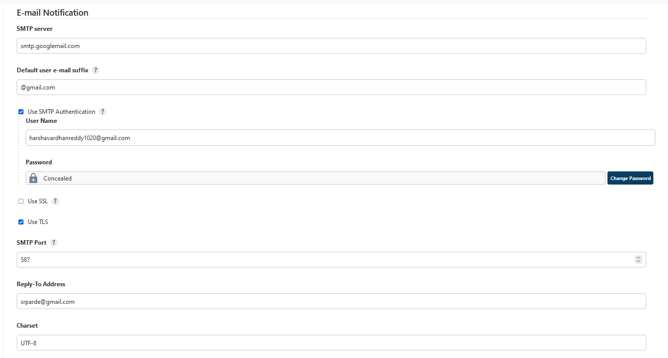 E-mail Notification
SMTP server
smtp.googlemail.com
Default user e-mail suffix ?
@gmail.com
Use SMTP Authentication ?
User Name
harshavardhanreddy1020@gmail.com
Password
Concealed
Change Password
Use SSL ?
Use TLS
SMTP Port ?
587
Reply-To Address
srparde@gmail.com
Charset
UTF-8